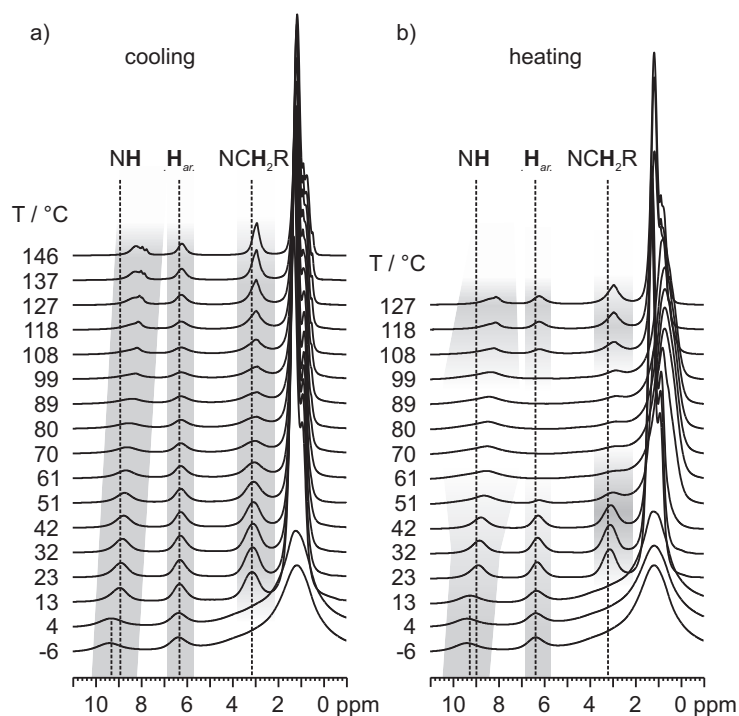 a)
cooling
NH
H ar.
NCH₂R
T / °C
146
137
127
118
108
99
89
80
70
61
51
42
32
23
13
4
-6
10 8 6 4 2 0 ppm
b)
heating
NH
H ar.
NCH₂R
T / °C
127
118
108
99
89
80
70
61
51
42
32
23
13
4
-6
10 8 6 4 2 0 ppm